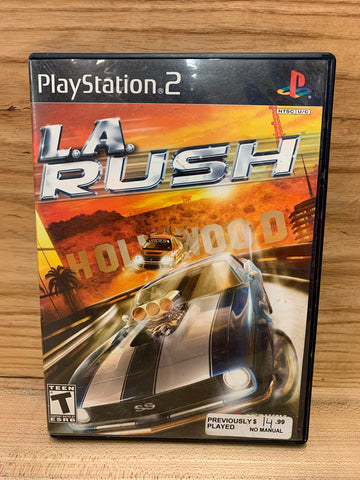 PlayStation®2
NTSC U/C
L.A.
RUSH
HOLLYWOOD
SS
TEEN
T
ESRB
PREVIOUSLY $ 14.99
PLAYED NO MANUAL